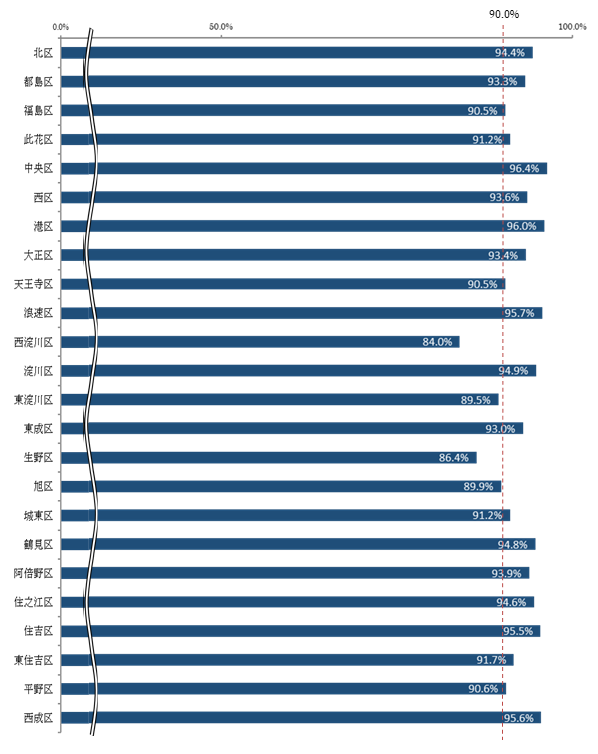 90.0%
0.0% 50.0% 100.0%
北区 94.4%
都島区 93.3%
福島区 90.5%
此花区 91.2%
中央区 96.4%
西区 93.6%
港区 96.0%
大正区 93.4%
天王寺区 90.5%
浪速区 95.7%
西淀川区 84.0%
淀川区 94.9%
東淀川区 89.5%
東成区 93.0%
生野区 86.4%
旭区 89.9%
城東区 91.2%
鶴見区 94.8%
阿倍野区 93.9%
住之江区 94.6%
住吉区 95.5%
東住吉区 91.7%
平野区 90.6%
西成区 95.6%